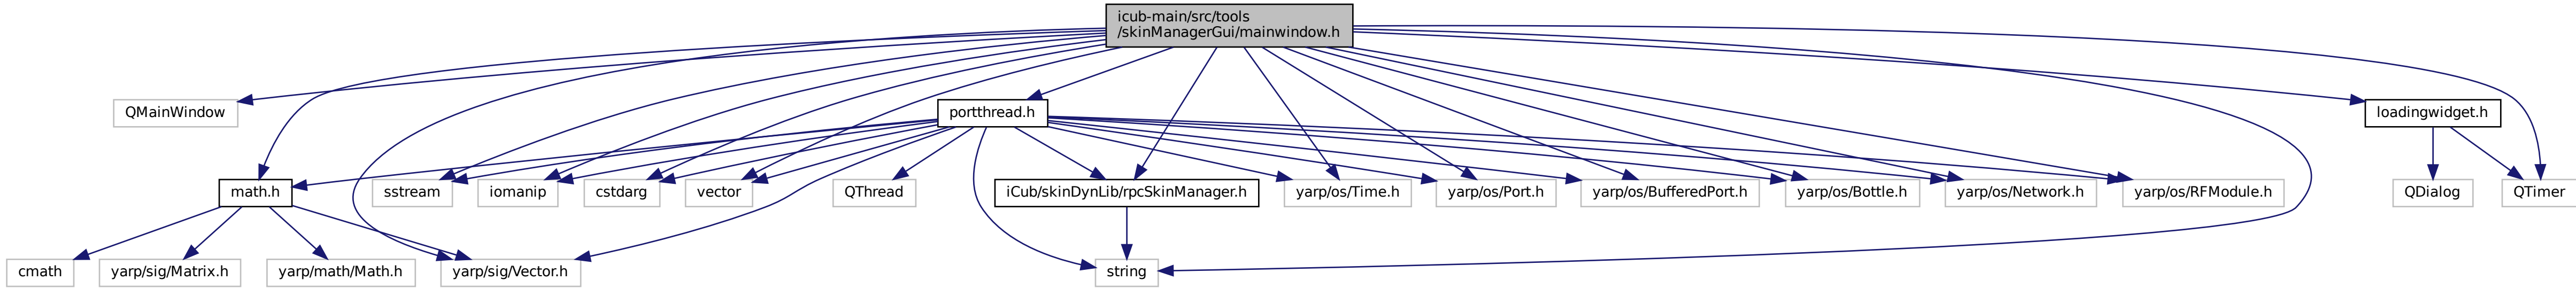 icub-main/src/tools
/skinManagerGui/mainwindow.h
QMainWindow
portthread.h
loadingwidget.h
math.h
sstream
iomanip
cstdarg
vector
QThread
iCub/skinDynLib/rpcSkinManager.h
yarp/os/Time.h
yarp/os/Port.h
yarp/os/BufferedPort.h
yarp/os/Bottle.h
yarp/os/Network.h
yarp/os/RFModule.h
QDialog
QTimer
cmath
yarp/sig/Matrix.h
yarp/math/Math.h
yarp/sig/Vector.h
string